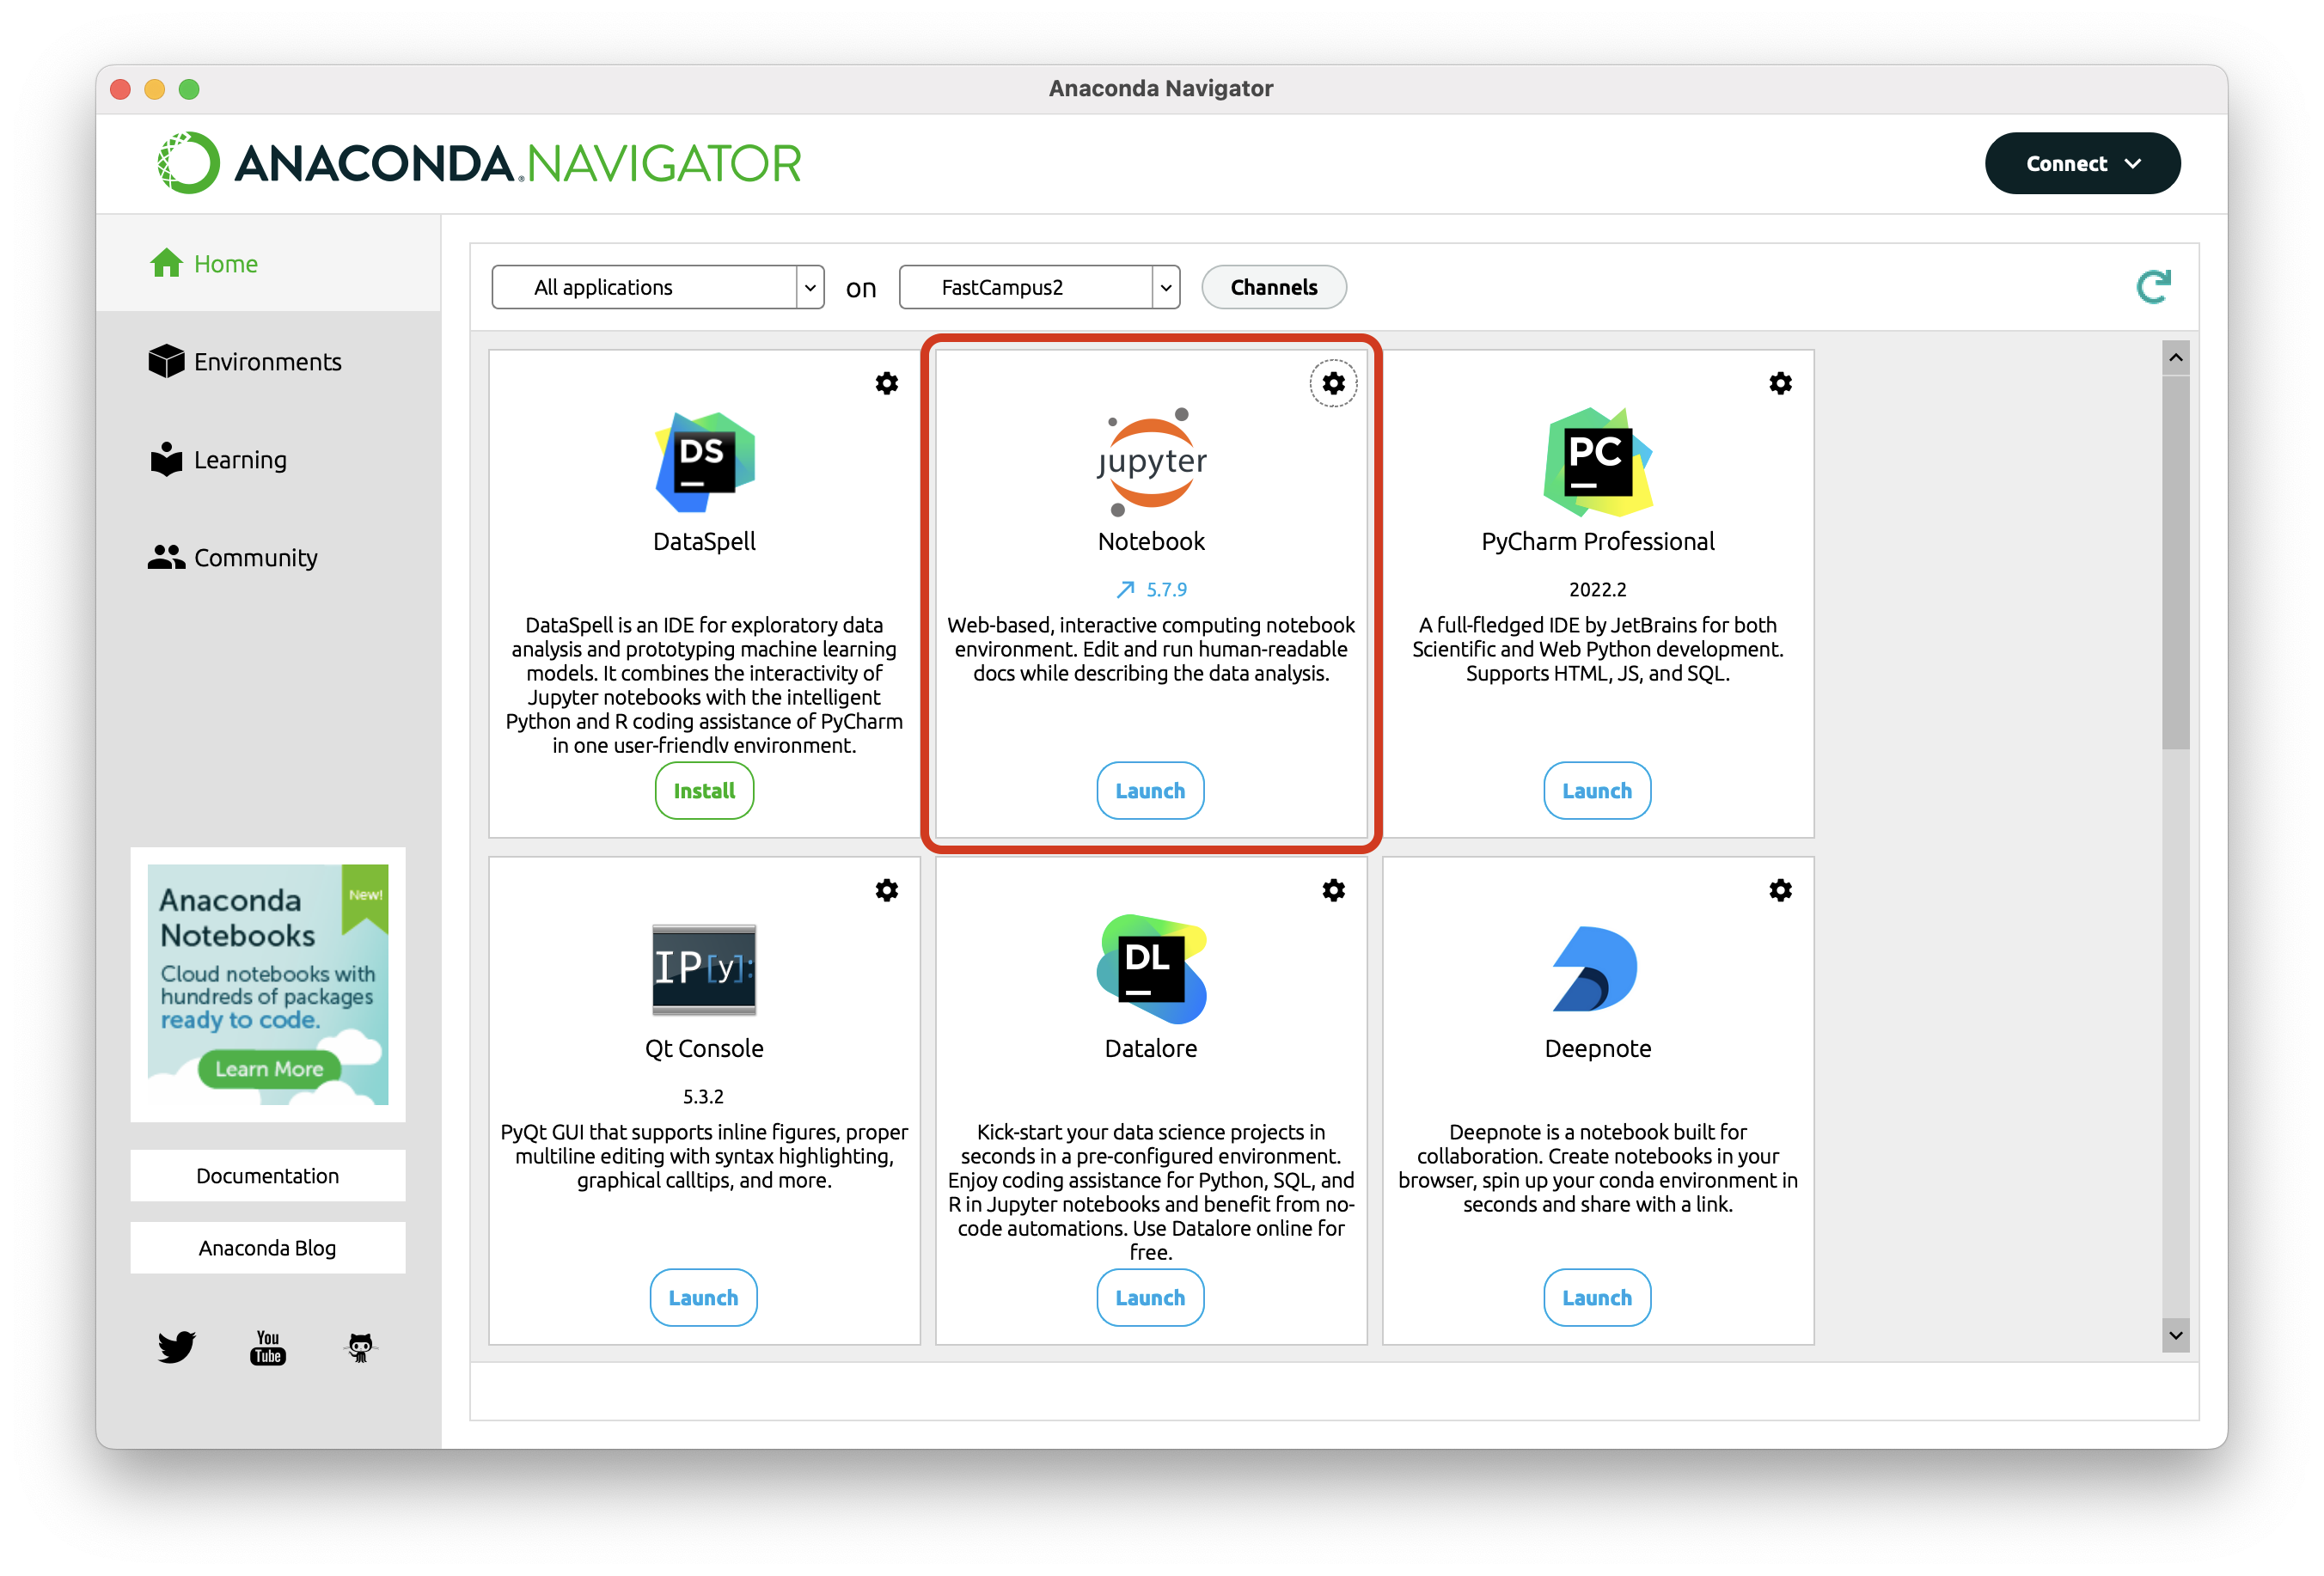 Anaconda Navigator
ANACONDA.NAVIGATOR
Connect
Home
Environments
Learning
Community
Anaconda
Notebooks
New!
Cloud notebooks with
hundreds of packages
ready to code.
Learn More
Documentation
Anaconda Blog
You
Tube
All applications
on
FastCampus2
Channels
DS
DataSpell
DataSpell is an IDE for exploratory data
analysis and prototyping machine learning
models. It combines the interactivity of
Jupyter notebooks with the intelligent
Python and R coding assistance of PyCharm
in one user-friendly environment.
Install
jupyter
Notebook
5.7.9
Web-based, interactive computing notebook
environment. Edit and run human-readable
docs while describing the data analysis.
Launch
PC
PyCharm Professional
2022.2
A full-fledged IDE by JetBrains for both
Scientific and Web Python development.
Supports HTML, JS, and SQL.
Launch
IP[y]:
Qt Console
5.3.2
PyQt GUI that supports inline figures, proper
multiline editing with syntax highlighting,
graphical calltips, and more.
Launch
DL
Datalore
Kick-start your data science projects in
seconds in a pre-configured environment.
Enjoy coding assistance for Python, SQL, and
R in Jupyter notebooks and benefit from no-
code automations. Use Datalore online for
free.
Launch
Deepnote
Deepnote is a notebook built for
collaboration. Create notebooks in your
browser, spin up your conda environment in
seconds and share with a link.
Launch